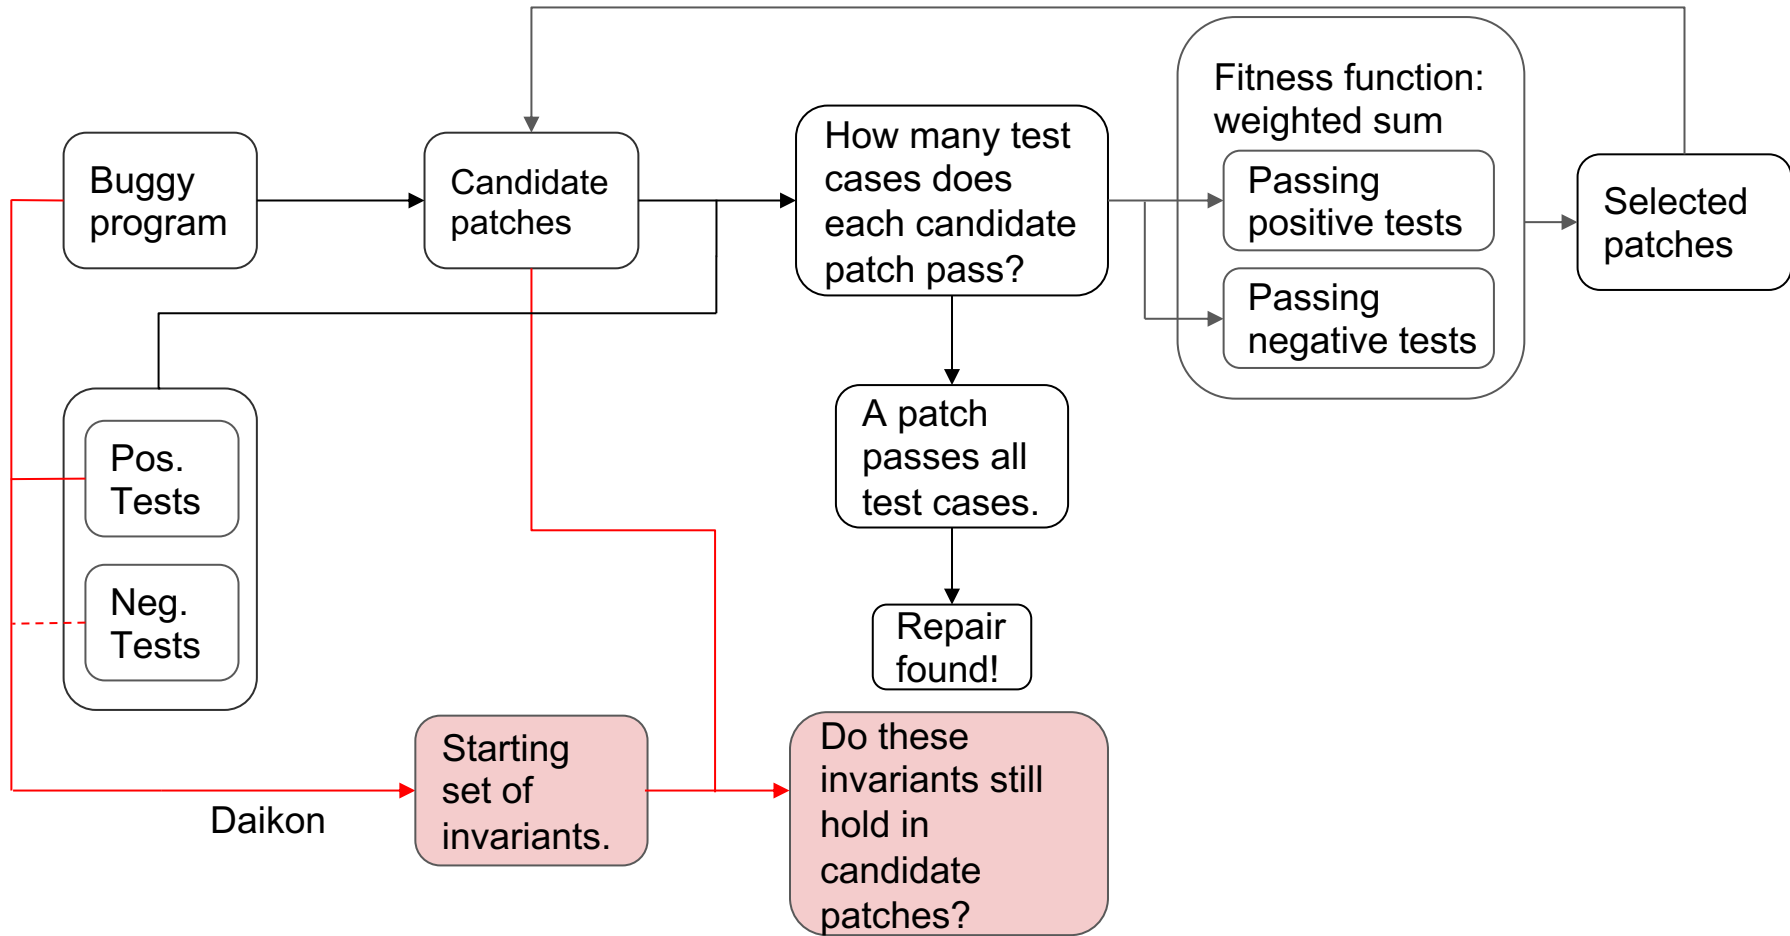 Buggy
program
Candidate
patches
How many test
cases does
each candidate
patch pass?
Fitness function:
weighted sum
Passing
positive tests
Passing
negative tests
Selected
patches
A patch
passes all
test cases.
Repair
found!
Pos.
Tests
Neg.
Tests
Daikon
Starting
set of
invariants.
Do these
invariants still
hold in
candidate
patches?